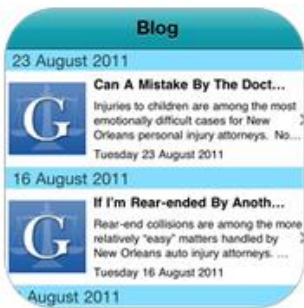 Blog
23 August 2011
Can A Mistake By The Doct...
Injuries to children are among the most
emotionally difficult cases for New
Orleans personal injury attorneys. No...
Tuesday 23 August 2011
G
16 August 2011
If I'm Rear-ended By Anoth...
Rear-end collisions are among the more
relatively "easy" matters handled by
New Orleans auto injury attorneys. ...
Tuesday 16 August 2011
G
August 2011